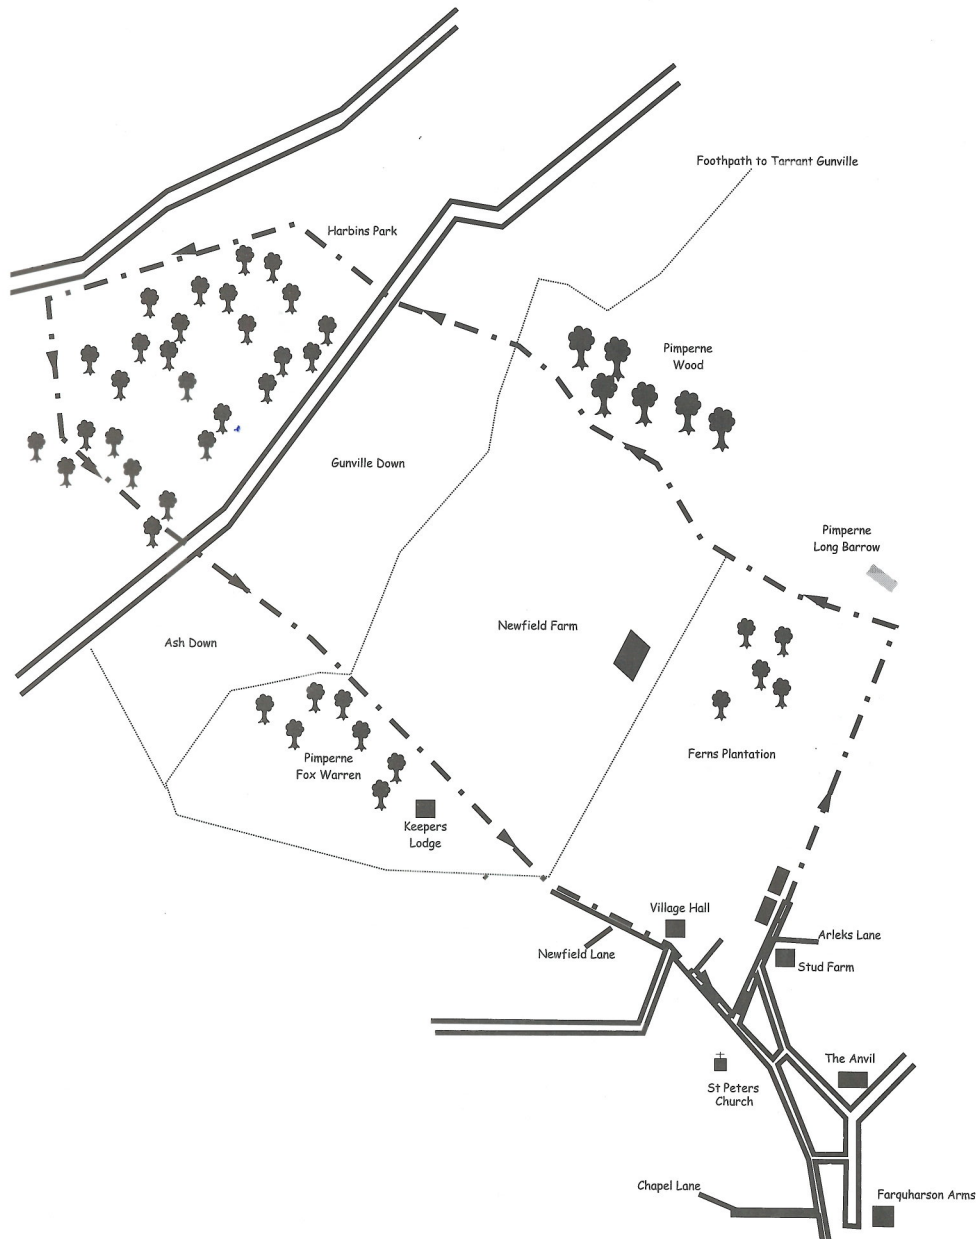 Foothpath to Tarrant Gunville
Harbins Park
Pimperne
Wood
Gunville Down
Pimperne
Long Barrow
Newfield Farm
Ash Down
Ferns Plantation
Pimperne
Fox Warren
Keepers
Lodge
Village Hall
Arleks Lane
Newfield Lane
Stud Farm
The Anvil
St Peters
Church
Chapel Lane
Farquharson Arms